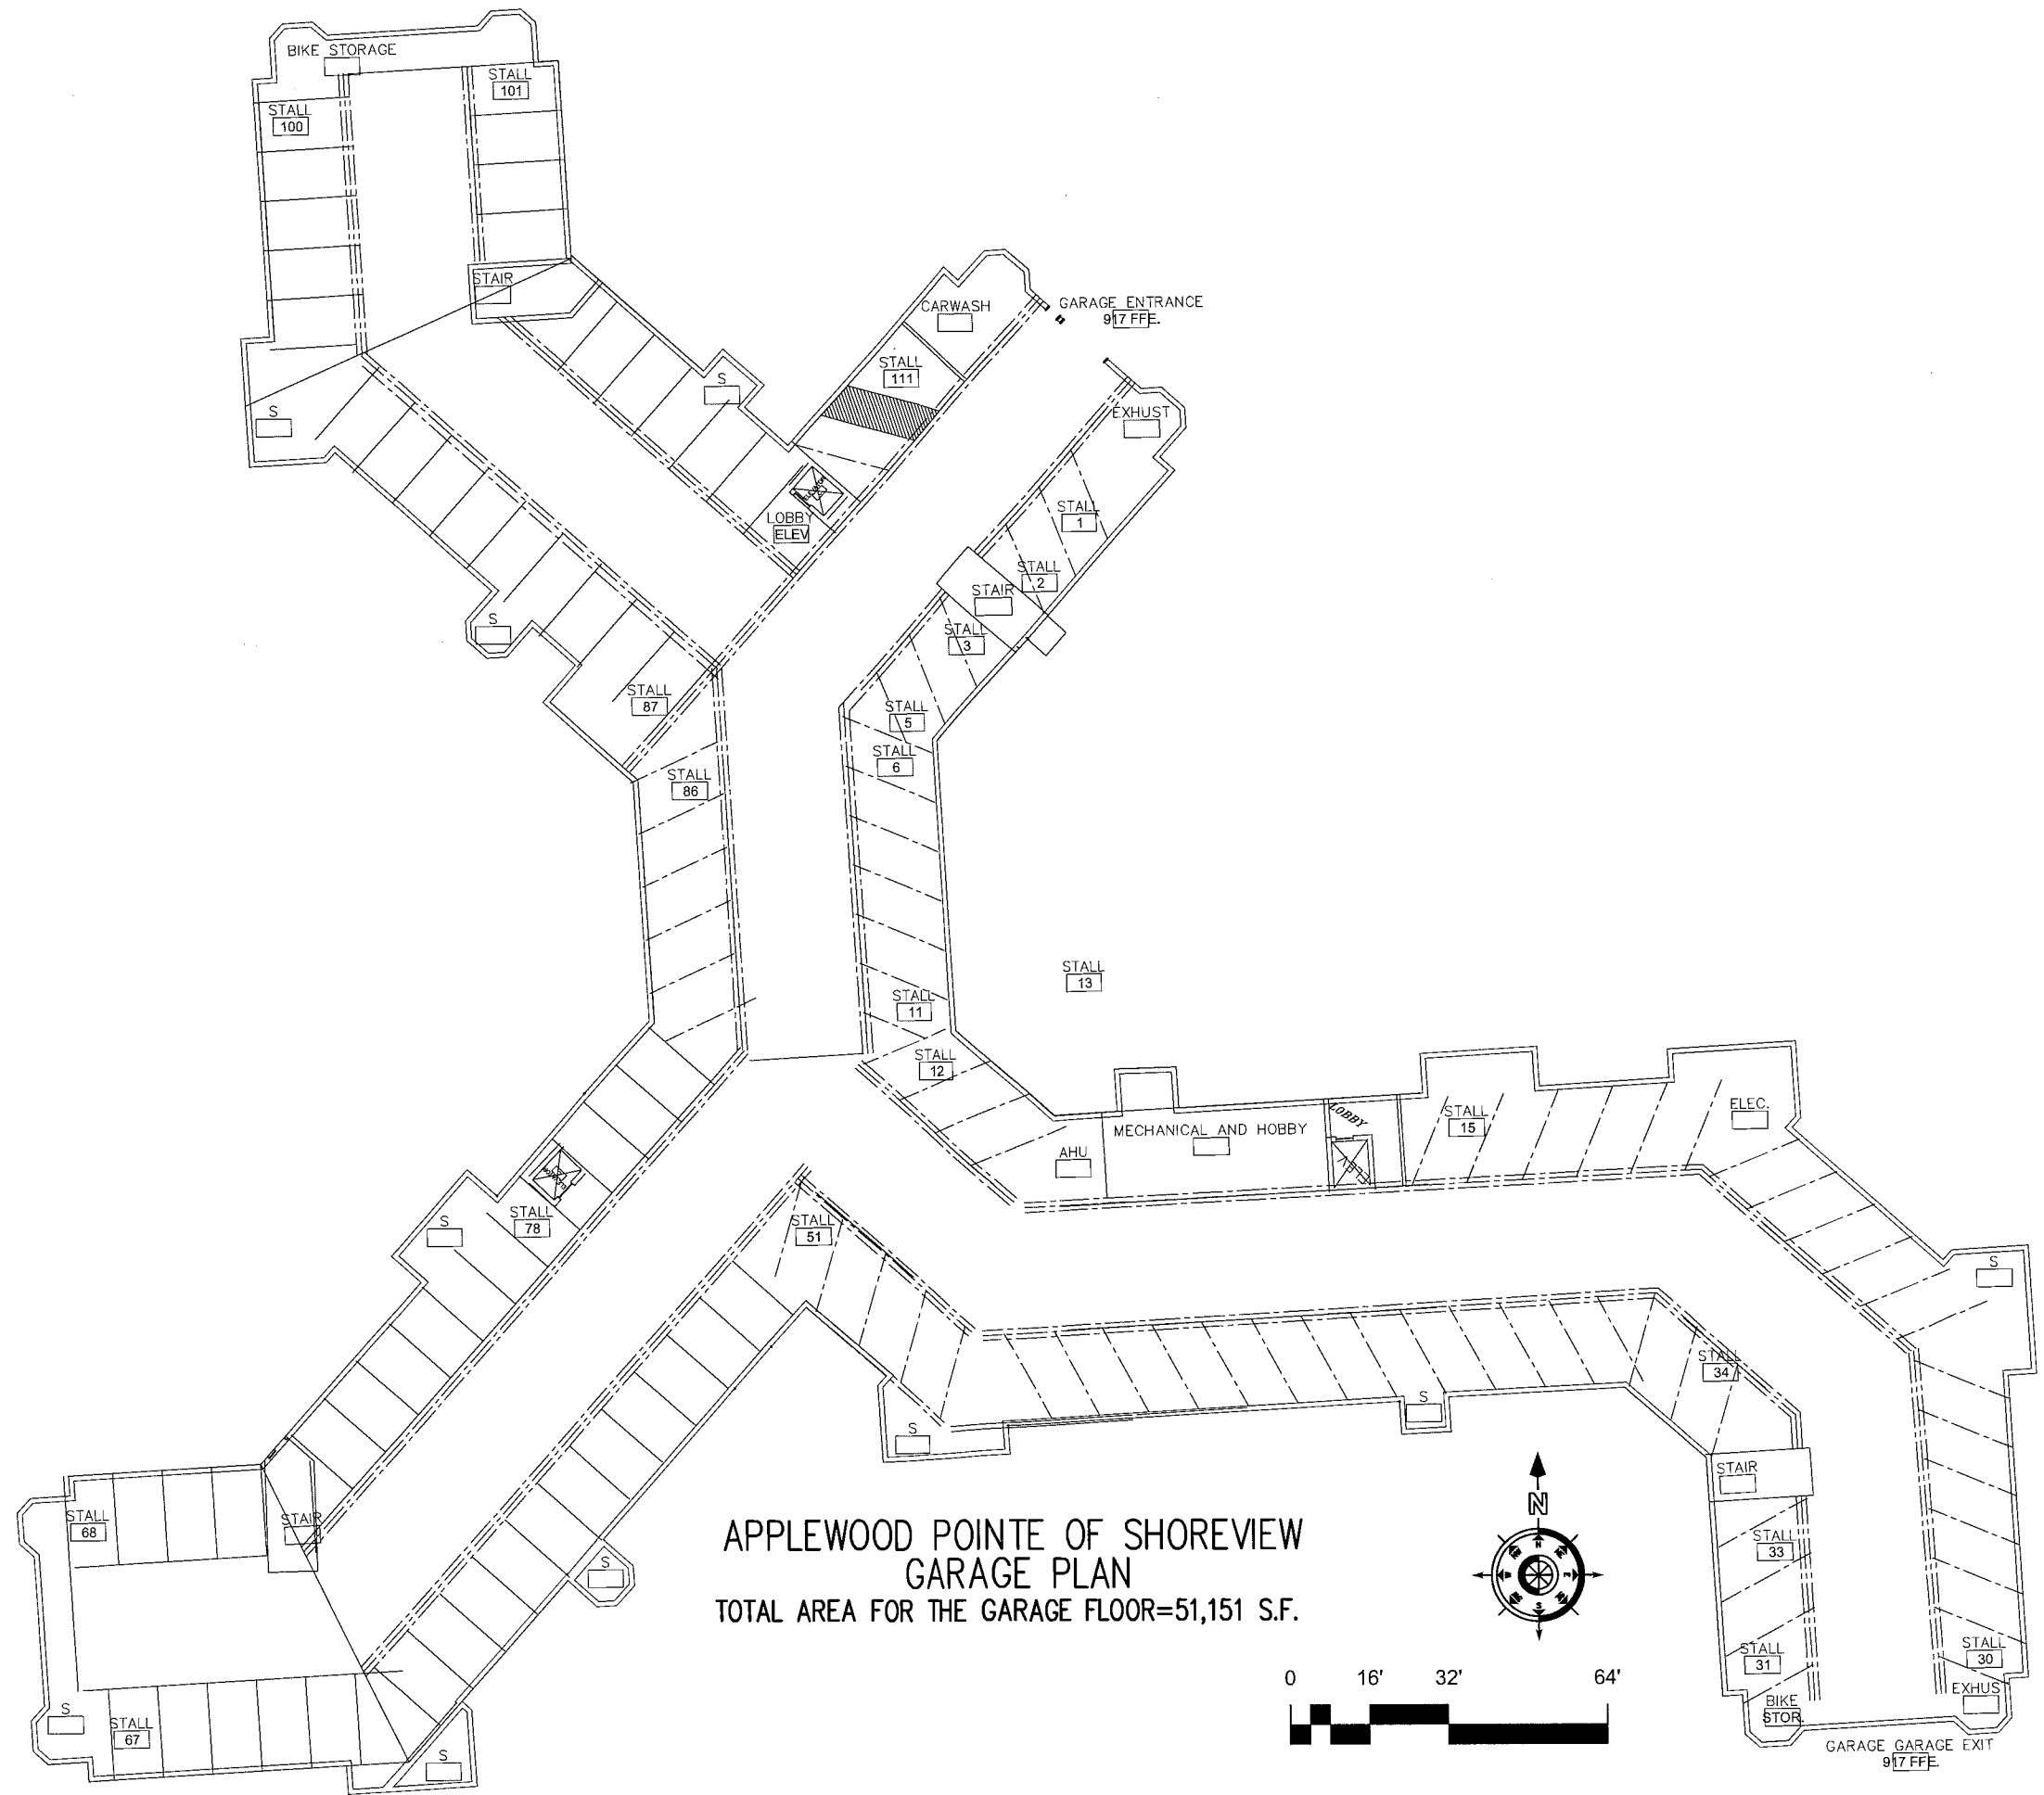 BIKE STORAGE
STALL
101
STALL
100
STAIR
GARAGE ENTRANCE
917 FFE.
CARWASH
STALL
111
S
S
EXHUST
STALL
1
LOBBY
ELEV
STALL
2
STAIR
STALL
3
S
STALL
87
STALL
5
STALL
6
STALL
86
STALL
13
STALL
11
STALL
12
LOBBY
STALL
15
ELEC.
MECHANICAL AND HOBBY
AHU
ELEV
STALL
78
S
STALL
51
S
STALL
34
S
S
STAIR
STALL
68
STAIR
N
APPLEWOOD POINTE OF SHOREVIEW
GARAGE PLAN
TOTAL AREA FOR THE GARAGE FLOOR=51,151 S.F.
STALL
33
S
STALL
31
STALL
30
0 16' 32' 64'
EXHUS
BIKE
STOR.
S
STALL
67
S
GARAGE GARAGE EXIT
917 FFE.